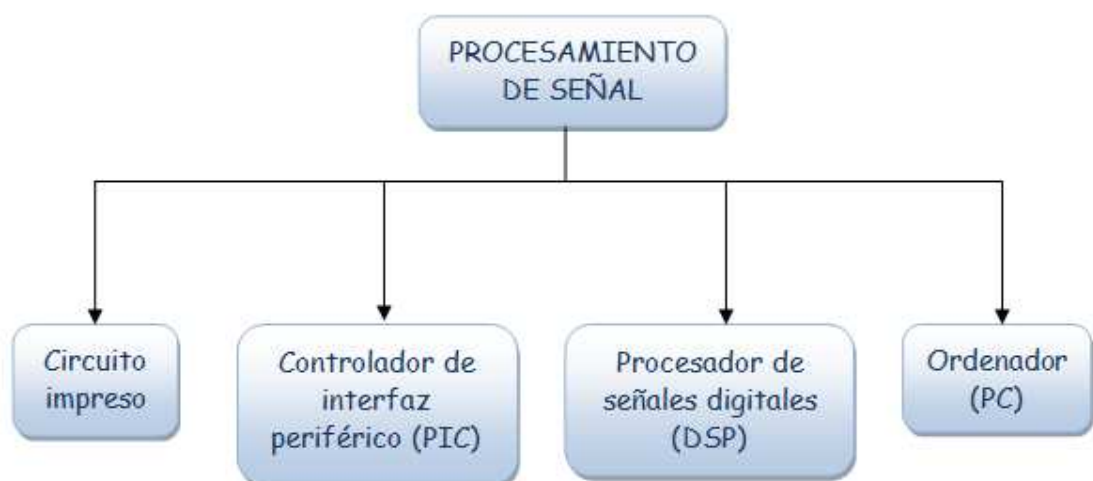 PROCESAMIENTO
DE SEÑAL
Circuito
impreso
Controlador de
interfaz
periférico (PIC)
Procesador de
señales digitales
(DSP)
Ordenador
(PC)